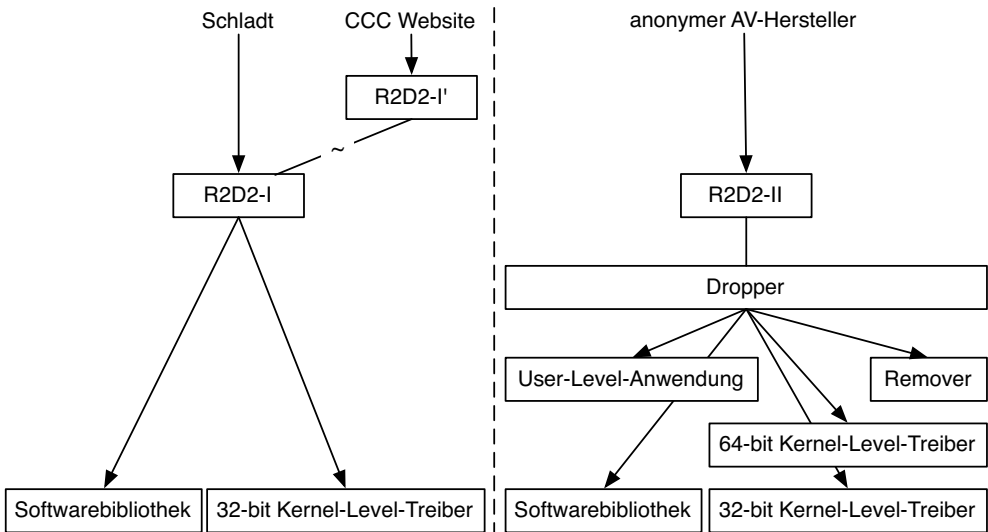 Schladt
CCC Website
anonymer AV-Hersteller
R2D2-I'
~
R2D2-I
R2D2-II
Dropper
User-Level-Anwendung
Remover
64-bit Kernel-Level-Treiber
Softwarebibliothek
32-bit Kernel-Level-Treiber
Softwarebibliothek
32-bit Kernel-Level-Treiber